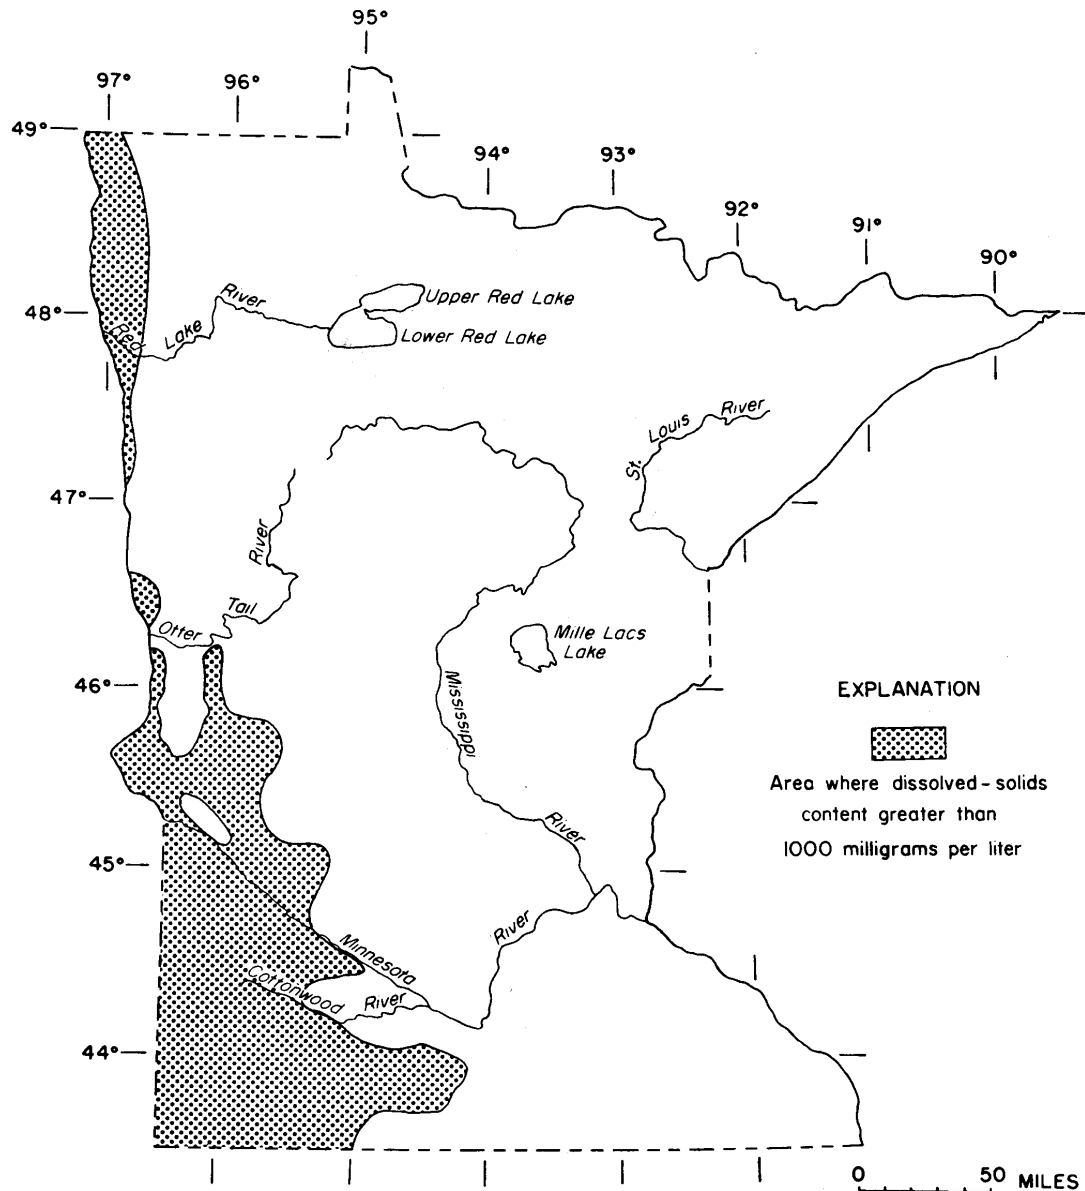 95°
97°
96°
49°
94°
93°
92°
91°
90°
River
Upper Red Lake
48°
Red
Lake
Lower Red Lake
River
Louis
St.
47°
River
Tail
Otter
Mille Lacs
Lake
46°
Mississippi
EXPLANATION
Area where dissolved-solids
content greater than
1000 milligrams per liter
River
45°
River
Minnesota
Cottonwood
River
44°
0 50 MILES